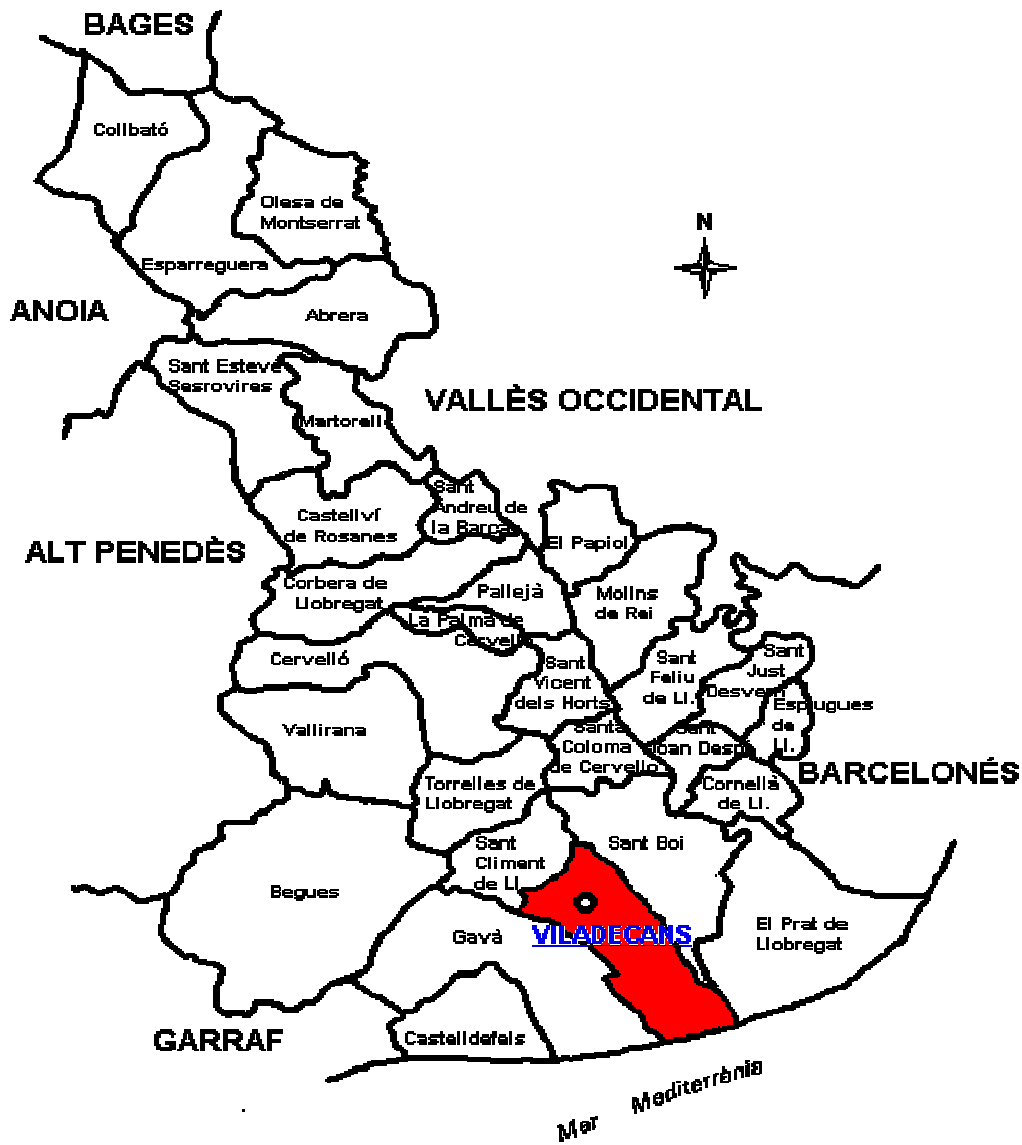 BAGES
Collbató
Olesa de
Montserrat
N
Esparreguera
ANOIA
Abrera
Sant Esteve
Sesrovires
VALLÈS OCCIDENTAL
Martorell
Sant
Andreu de
la Barca
Castellví
de Rosanes
El Papiol
ALT PENEDÈS
Corbera de
Llobregat
Pallejà
Molins
de Rei
La Palma de
Cervelló
Cervelló
Sant
Vicent
dels Horts
Sant
Feliu
de Ll.
Sant
Just
Desvern
Esplugues
de
Ll.
Vallirana
Santa
Coloma
de Cervello
Sant
Joan Despí
BARCELONÉS
Torrelles de
Llobregat
Cornellà
de Ll.
Sant
Climent
de Ll.
Sant Boi
Begues
VILADECANS
Gavà
El Prat de
Llobregat
GARRAF
Castelldefels
Mar Mediterrània